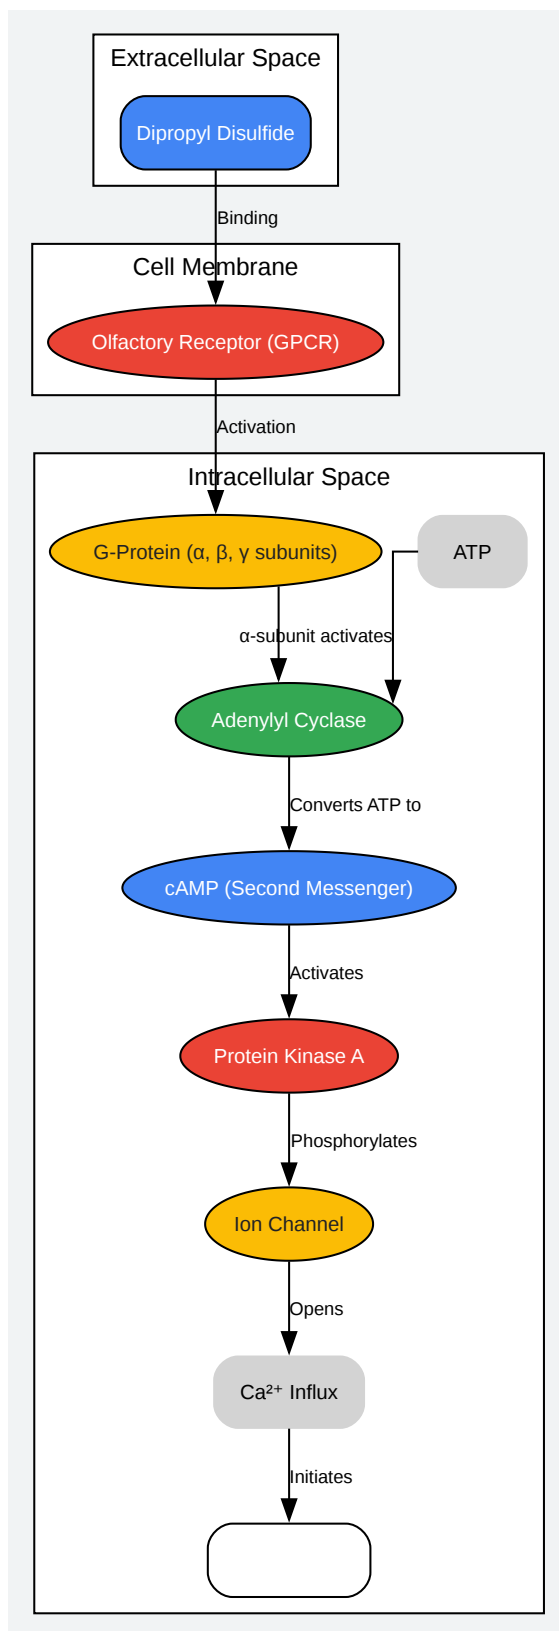 Extracellular Space
Dipropyl Disulfide
Binding
Cell Membrane
Olfactory Receptor (GPCR)
Activation
Intracellular Space
G-Protein (α, β, γ subunits)
ATP
α-subunit activates
Adenylyl Cyclase
Converts ATP to
cAMP (Second Messenger)
Activates
Protein Kinase A
Phosphorylates
Ion Channel
Opens
Ca²⁺ Influx
Initiates